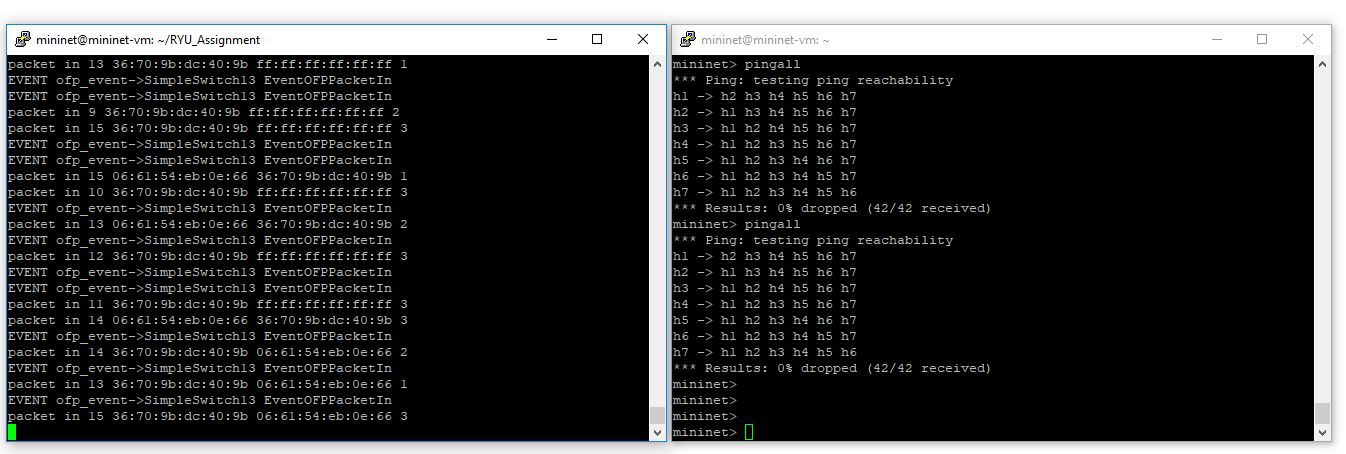 mininet@mininet-vm: ~/RYU_Assignment
packet in 13 36:70:9b:dc:40:9b ff:ff:ff:ff:ff:ff 1
EVENT ofp_event->SimpleSwitch13 EventOFPPacketIn
EVENT ofp_event->SimpleSwitch13 EventOFPPacketIn
packet in 9 36:70:9b:dc:40:9b ff:ff:ff:ff:ff:ff 2
packet in 15 36:70:9b:dc:40:9b ff:ff:ff:ff:ff:ff 3
EVENT ofp_event->SimpleSwitch13 EventOFPPacketIn
EVENT ofp_event->SimpleSwitch13 EventOFPPacketIn
packet in 15 06:61:54:eb:0e:66 36:70:9b:dc:40:9b 1
packet in 10 36:70:9b:dc:40:9b ff:ff:ff:ff:ff:ff 3
EVENT ofp_event->SimpleSwitch13 EventOFPPacketIn
packet in 13 06:61:54:eb:0e:66 36:70:9b:dc:40:9b 2
EVENT ofp_event->SimpleSwitch13 EventOFPPacketIn
packet in 12 36:70:9b:dc:40:9b ff:ff:ff:ff:ff:ff 3
EVENT ofp_event->SimpleSwitch13 EventOFPPacketIn
EVENT ofp_event->SimpleSwitch13 EventOFPPacketIn
packet in 11 36:70:9b:dc:40:9b ff:ff:ff:ff:ff:ff 3
packet in 14 06:61:54:eb:0e:66 36:70:9b:dc:40:9b 3
EVENT ofp_event->SimpleSwitch13 EventOFPPacketIn
packet in 14 36:70:9b:dc:40:9b 06:61:54:eb:0e:66 2
EVENT ofp_event->SimpleSwitch13 EventOFPPacketIn
packet in 13 36:70:9b:dc:40:9b 06:61:54:eb:0e:66 1
EVENT ofp_event->SimpleSwitch13 EventOFPPacketIn
packet in 15 36:70:9b:dc:40:9b 06:61:54:eb:0e:66 3
mininet@mininet-vm: ~
mininet> pingall
*** Ping: testing ping reachability
h1 -> h2 h3 h4 h5 h6 h7
h2 -> h1 h3 h4 h5 h6 h7
h3 -> h1 h2 h4 h5 h6 h7
h4 -> h1 h2 h3 h5 h6 h7
h5 -> h1 h2 h3 h4 h6 h7
h6 -> h1 h2 h3 h4 h5 h7
h7 -> h1 h2 h3 h4 h5 h6
*** Results: 0% dropped (42/42 received)
mininet> pingall
*** Ping: testing ping reachability
h1 -> h2 h3 h4 h5 h6 h7
h2 -> h1 h3 h4 h5 h6 h7
h3 -> h1 h2 h4 h5 h6 h7
h4 -> h1 h2 h3 h5 h6 h7
h5 -> h1 h2 h3 h4 h6 h7
h6 -> h1 h2 h3 h4 h5 h7
h7 -> h1 h2 h3 h4 h5 h6
*** Results: 0% dropped (42/42 received)
mininet>
mininet>
mininet>
mininet>